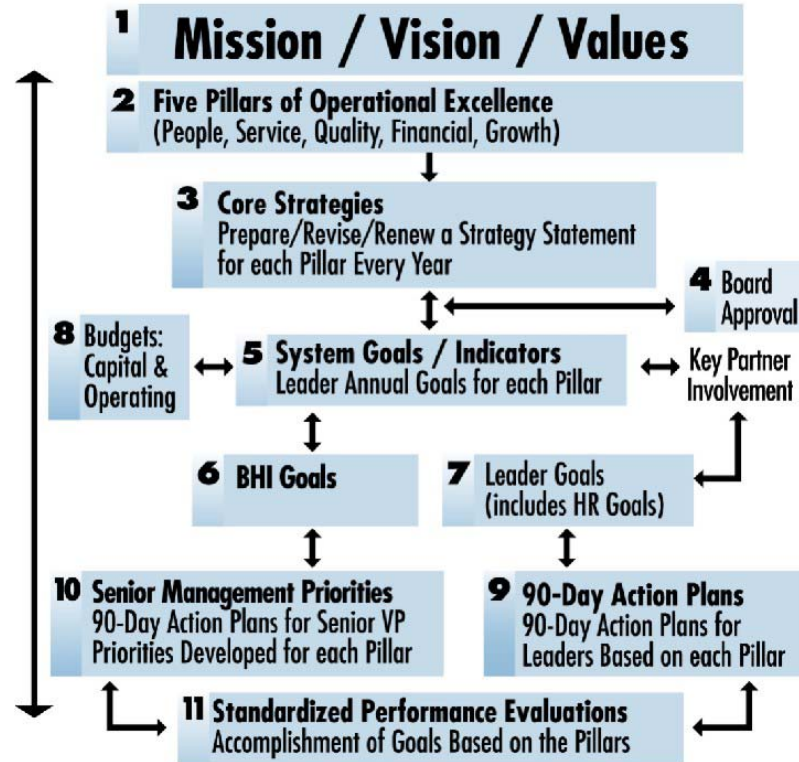 1 Mission / Vision / Values
2 Five Pillars of Operational Excellence
(People, Service, Quality, Financial, Growth)
3 Core Strategies
Prepare/Revise/Renew a Strategy Statement
for each Pillar Every Year
4 Board
Approval
8 Budgets:
Capital &
Operating
5 System Goals / Indicators
Leader Annual Goals for each Pillar
Key Partner
Involvement
6 BHI Goals
7 Leader Goals
(includes HR Goals)
10 Senior Management Priorities
90-Day Action Plans for Senior VP
Priorities Developed for each Pillar
9 90-Day Action Plans
90-Day Action Plans for
Leaders Based on each Pillar
11 Standardized Performance Evaluations
Accomplishment of Goals Based on the Pillars